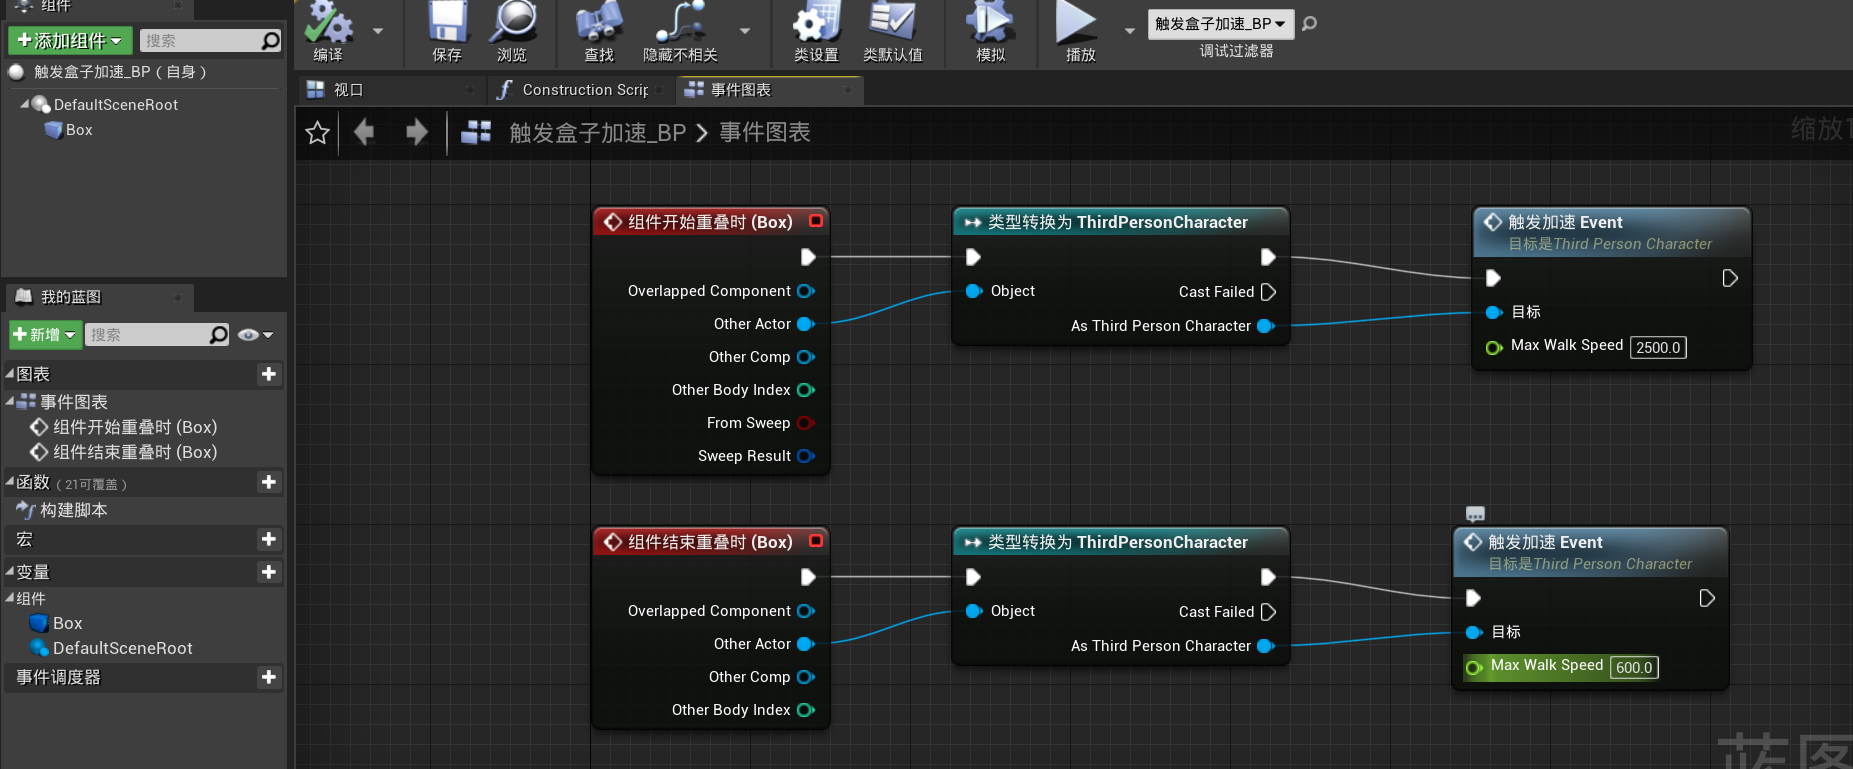 组件
添加组件
搜索
触发盒子加速_BP（自身）
DefaultSceneRoot
Box
我的蓝图
新增
搜索
图表
事件图表
组件开始重叠时 (Box)
组件结束重叠时 (Box)
函数（21可覆盖）
构建脚本
宏
变量
组件
Box
DefaultSceneRoot
事件调度器
编译
保存
浏览
查找
隐藏不相关
类设置
类默认值
模拟
播放
触发盒子加速_BP
调试过滤器
视口
Construction Scrip
事件图表
触发盒子加速_BP
事件图表
缩放1
组件开始重叠时 (Box)
Overlapped Component
Other Actor
Other Comp
Other Body Index
From Sweep
Sweep Result
类型转换为 ThirdPersonCharacter
Object
Cast Failed
As Third Person Character
触发加速 Event
目标是Third Person Character
目标
Max Walk Speed 2500.0
组件结束重叠时 (Box)
Overlapped Component
Other Actor
Other Comp
Other Body Index
类型转换为 ThirdPersonCharacter
Object
Cast Failed
As Third Person Character
触发加速 Event
目标是Third Person Character
目标
Max Walk Speed 600.0
蓝图